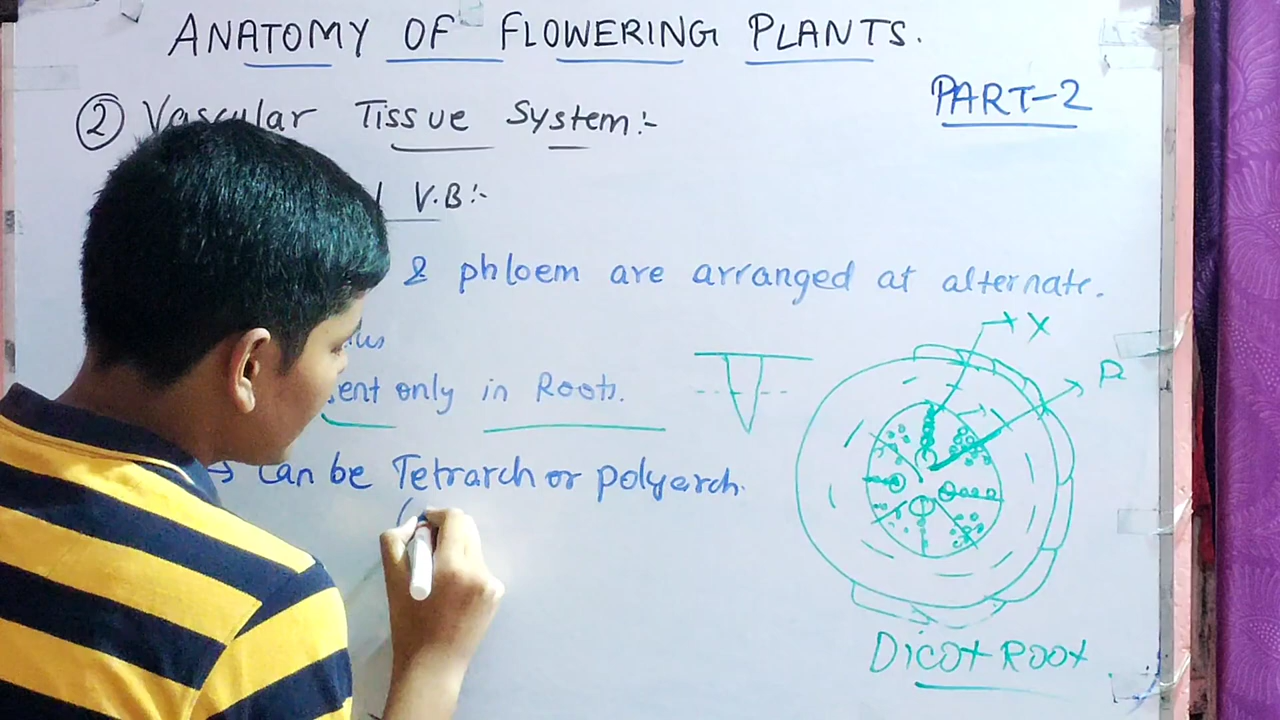 ANATOMY OF FLOWERING PLANTS.
PART-2
② Vascular Tissue System:-
V.B:-
& phloem are arranged at alternate.
only in Roots.
→ Can be Tetrarch or polyarch.
(
X
P
Dicot Root